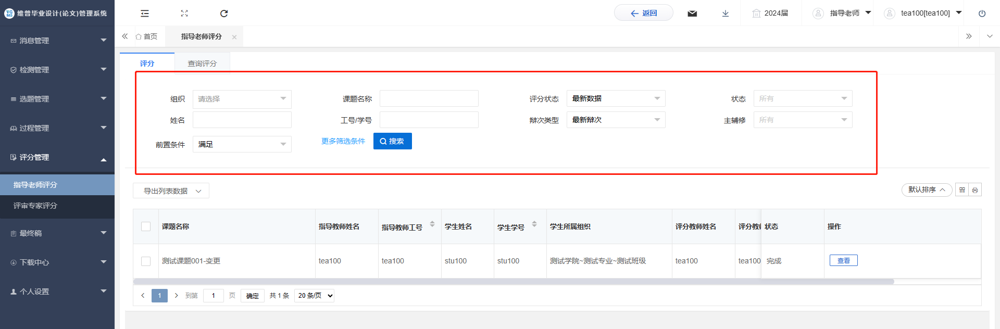 VG
MS
维普毕业设计(论文)管理系统
返回
2024届
指导老师
tea100[tea100]
消息管理
检测管理
选题管理
过程管理
评分管理
指导老师评分
评审专家评分
最终稿
下载中心
个人设置
首页
指导老师评分
评分
查询评分
组织
请选择
课题名称
评分状态
最新数据
状态
所有
姓名
工号/学号
辩次类型
最新辩次
主辅修
所有
前置条件
满足
更多筛选条件
搜索
导出列表数据
默认排序
课题名称 指导教师姓名 指导教师工号 学生姓名 学生学号 学生所属组织 评分教师姓名 评分教 状态 操作
测试课题001-变更 tea100 tea100 stu100 stu100 测试学院~测试专业~测试班级 tea100 tea100 完成 查看
1 到第 1 页 确定 共 1 条 20 条/页